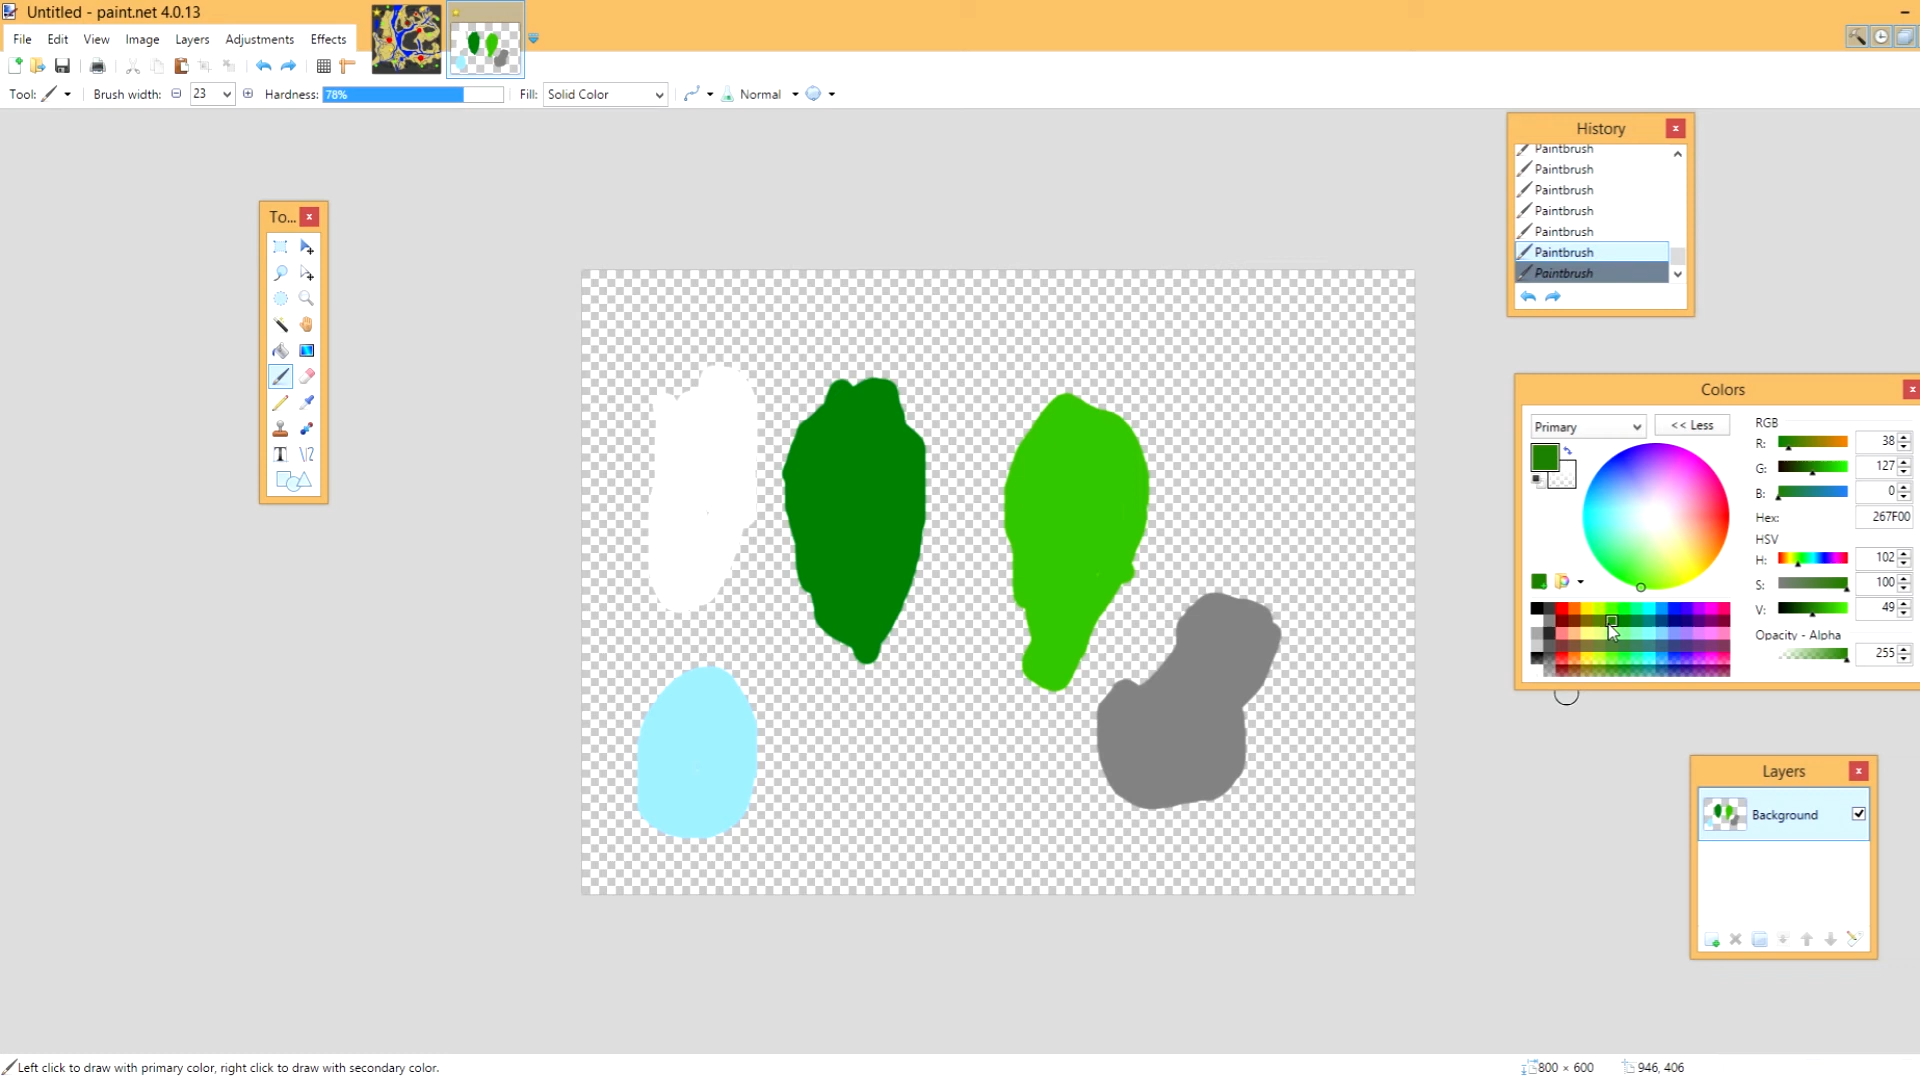 Untitled - paint.net 4.0.13
File Edit View Image Layers Adjustments Effects
Tool: Brush width: 23 Hardness: 78% Fill: Solid Color Normal
History
Paintbrush
Paintbrush
Paintbrush
Paintbrush
Paintbrush
Paintbrush
Paintbrush
To...
T
Colors
Primary
<< Less
RGB
R: 38
G: 127
B: 0
Hex: 267F00
HSV
H: 102
S: 100
V: 49
Opacity - Alpha
255
Layers
Background
Left click to draw with primary color, right click to draw with secondary color.
800 × 600 946, 406